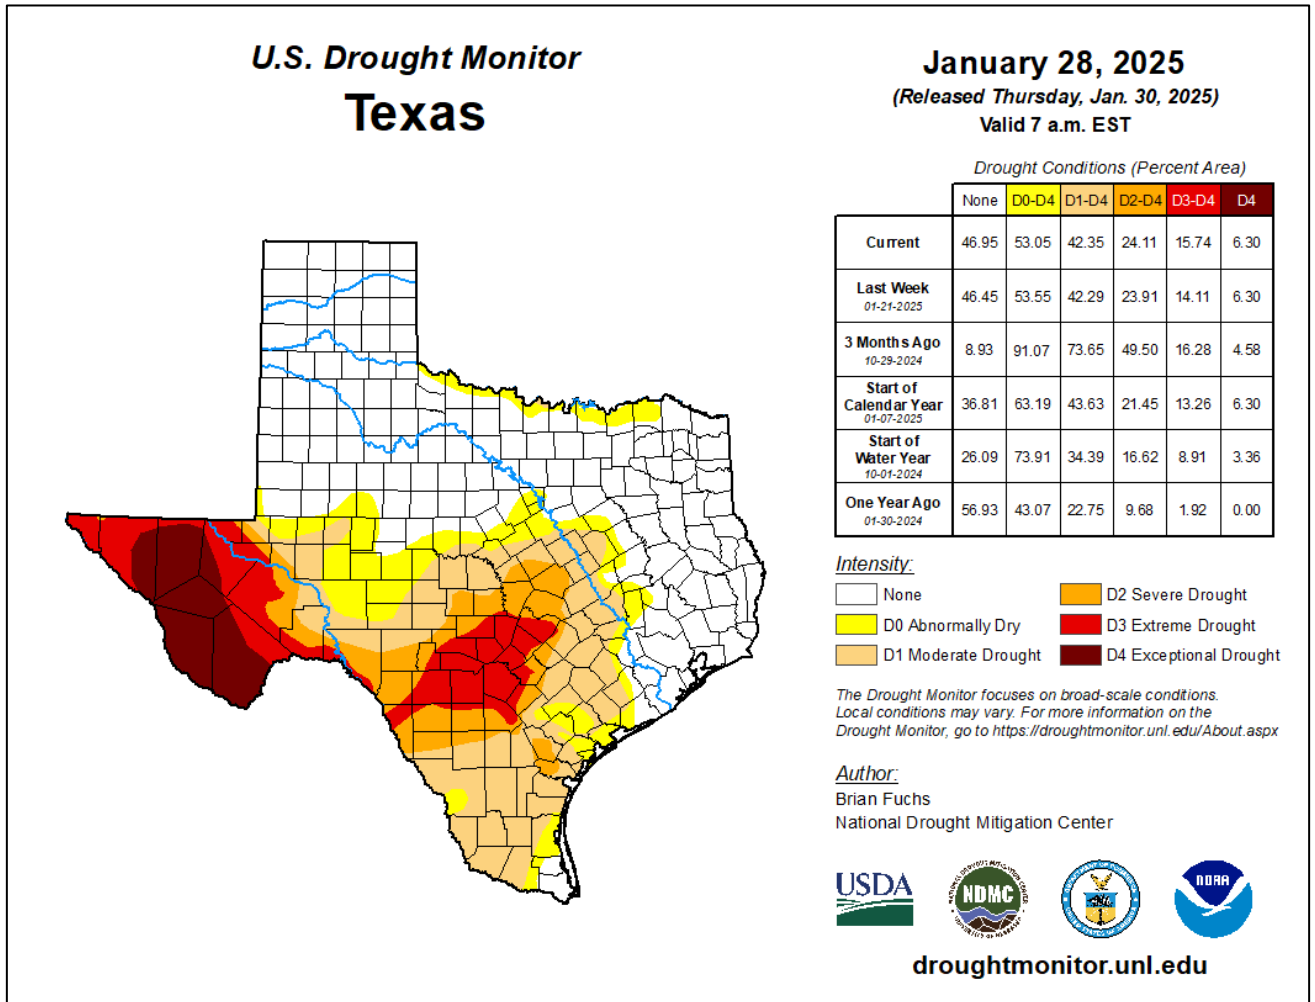 U.S. Drought Monitor
Texas
January 28, 2025
(Released Thursday, Jan. 30, 2025)
Valid 7 a.m. EST
Drought Conditions (Percent Area)
None D0-D4 D1-D4 D2-D4 D3-D4 D4
Current 46.95 53.05 42.35 24.11 15.74 6.30
Last Week
01-21-2025 46.45 53.55 42.29 23.91 14.11 6.30
3 Months Ago
10-29-2024 8.93 91.07 73.65 49.50 16.28 4.58
Start of
Calendar Year
01-07-2025 36.81 63.19 43.63 21.45 13.26 6.30
Start of
Water Year
10-01-2024 26.09 73.91 34.39 16.62 8.91 3.36
One Year Ago
01-30-2024 56.93 43.07 22.75 9.68 1.92 0.00
Intensity:
None
D0 Abnormally Dry
D1 Moderate Drought
D2 Severe Drought
D3 Extreme Drought
D4 Exceptional Drought
The Drought Monitor focuses on broad-scale conditions.
Local conditions may vary. For more information on the
Drought Monitor, go to https://droughtmonitor.unl.edu/About.aspx
Author:
Brian Fuchs
National Drought Mitigation Center
USDA
NDMC
NOAA
droughtmonitor.unl.edu